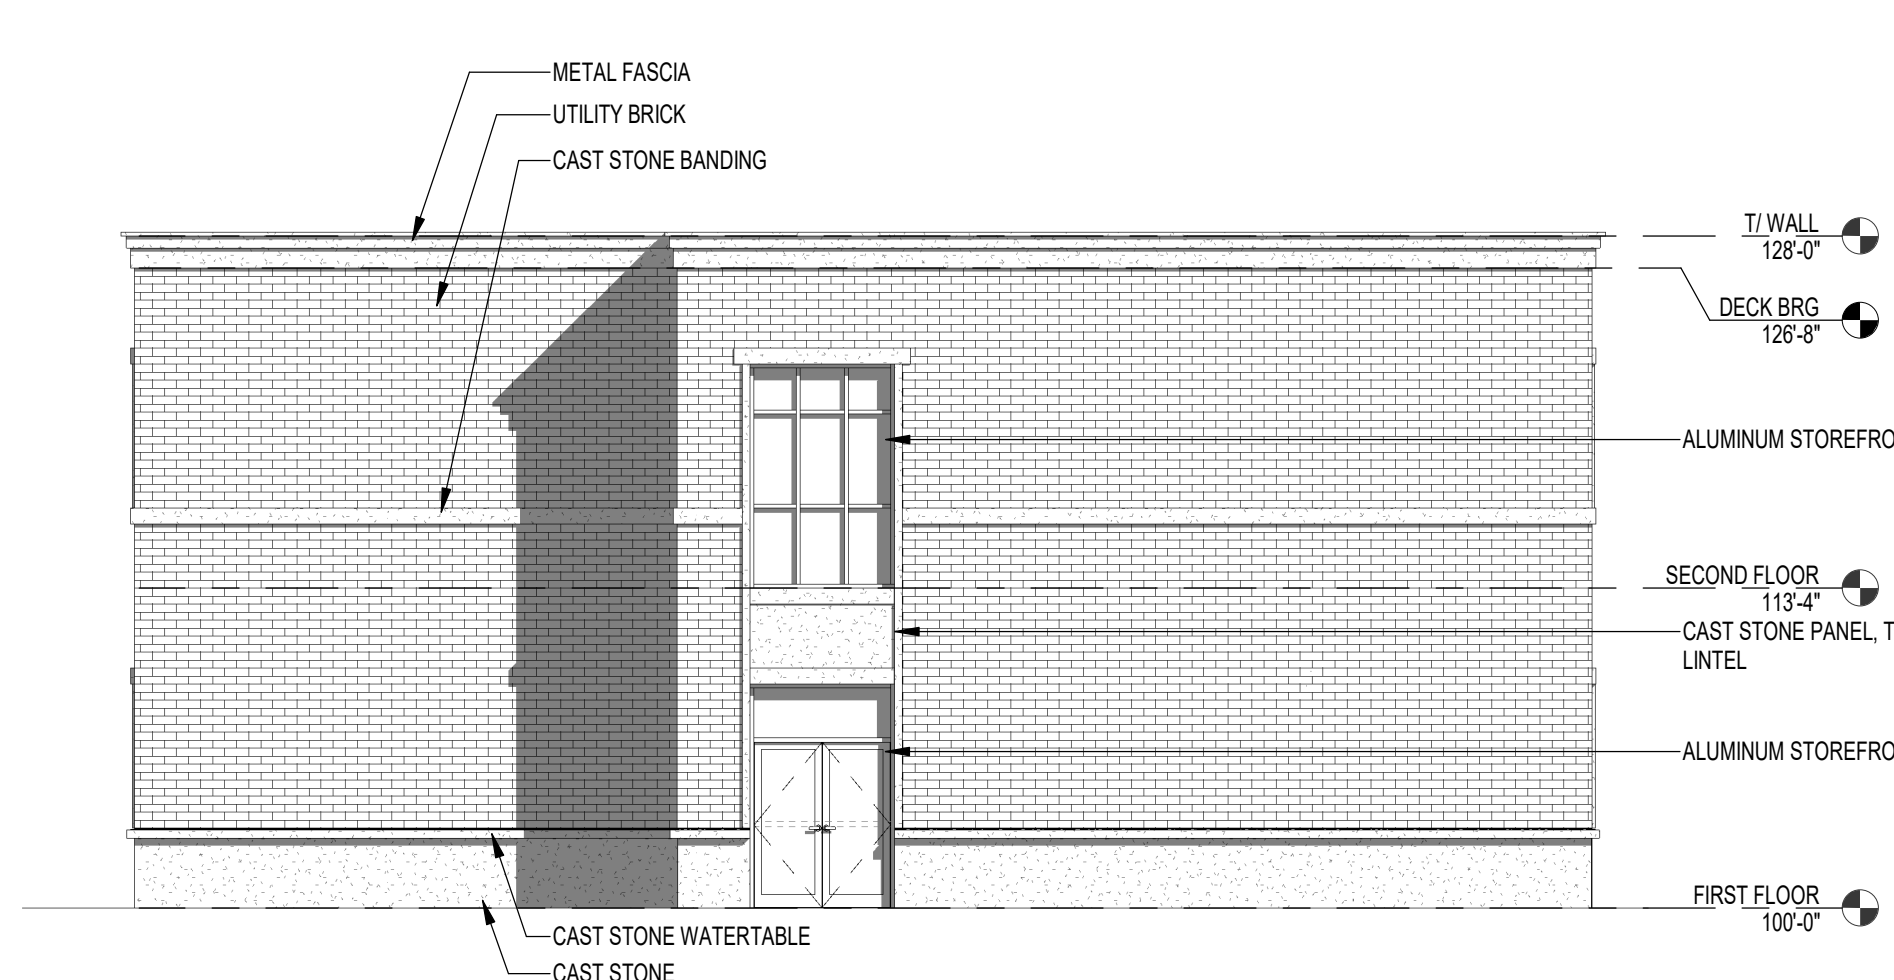 METAL FASCIA
UTILITY BRICK
CAST STONE BANDING
T/ WALL
128'-0"
DECK BRG
126'-8"
ALUMINUM STOREFRO
SECOND FLOOR
113'-4"
CAST STONE PANEL, T
LINTEL
ALUMINUM STOREFRO
FIRST FLOOR
100'-0"
CAST STONE WATERTABLE
CAST STONE